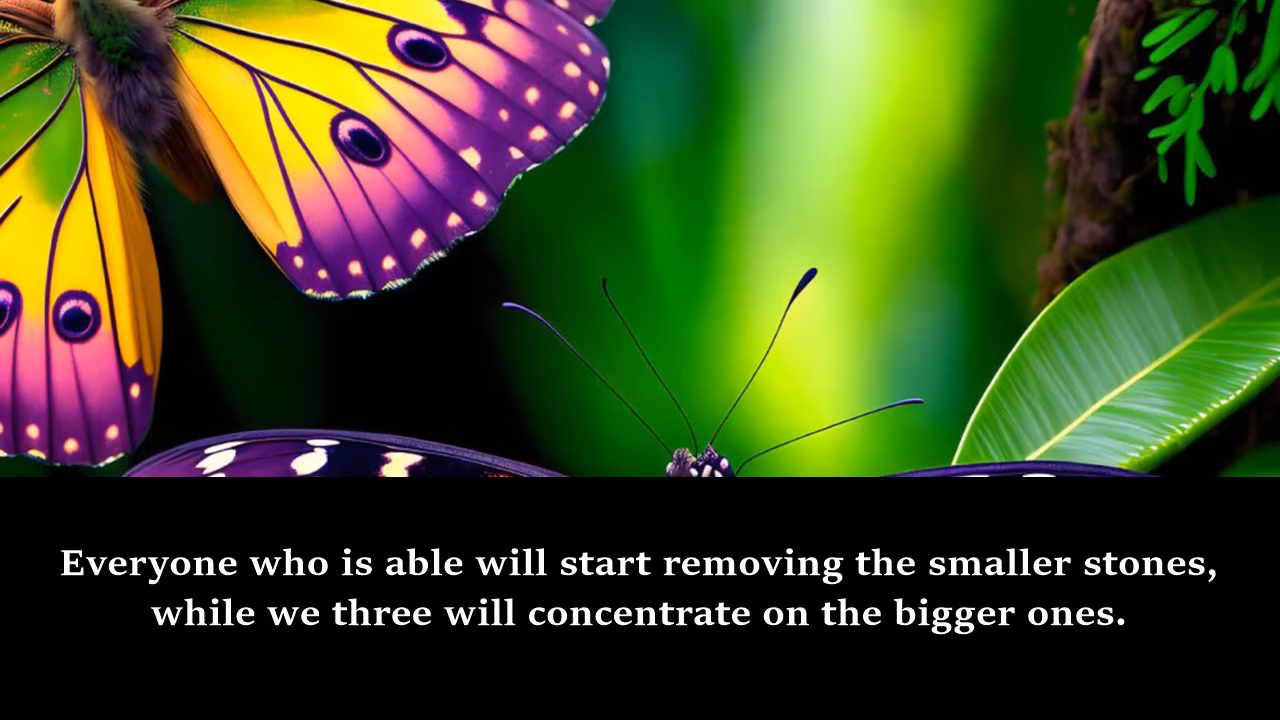 Everyone who is able will start removing the smaller stones,
while we three will concentrate on the bigger ones.